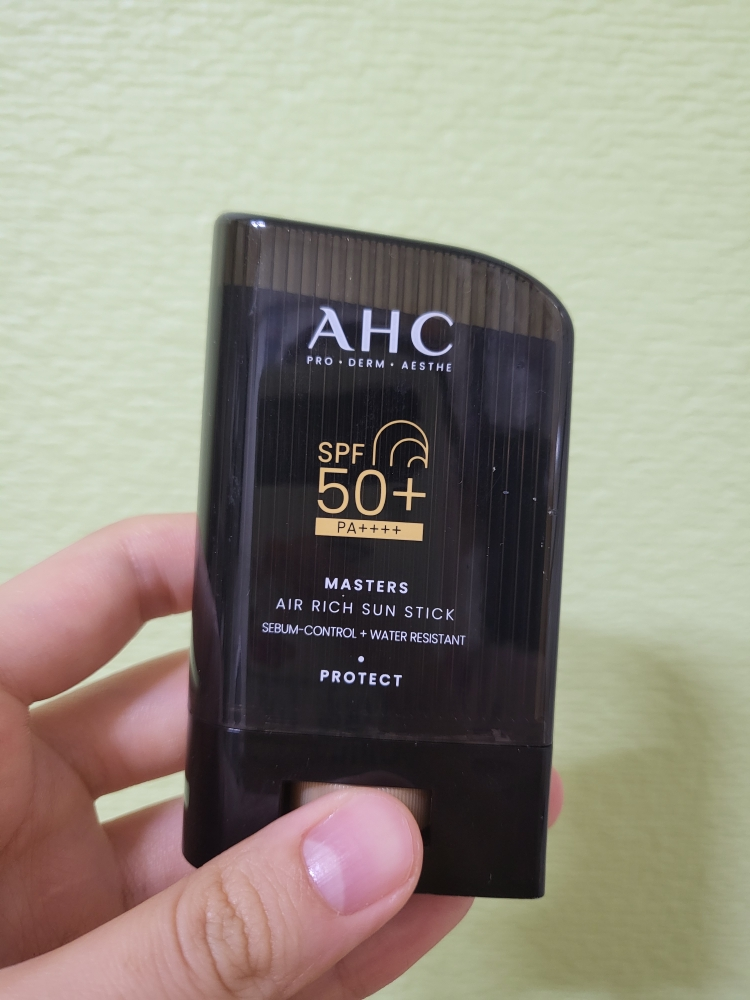 AHC
PRO • DERM • AESTHE
SPF
50+
PA++++
MASTERS
AIR RICH SUN STICK
SEBUM-CONTROL + WATER RESISTANT
•
PROTECT